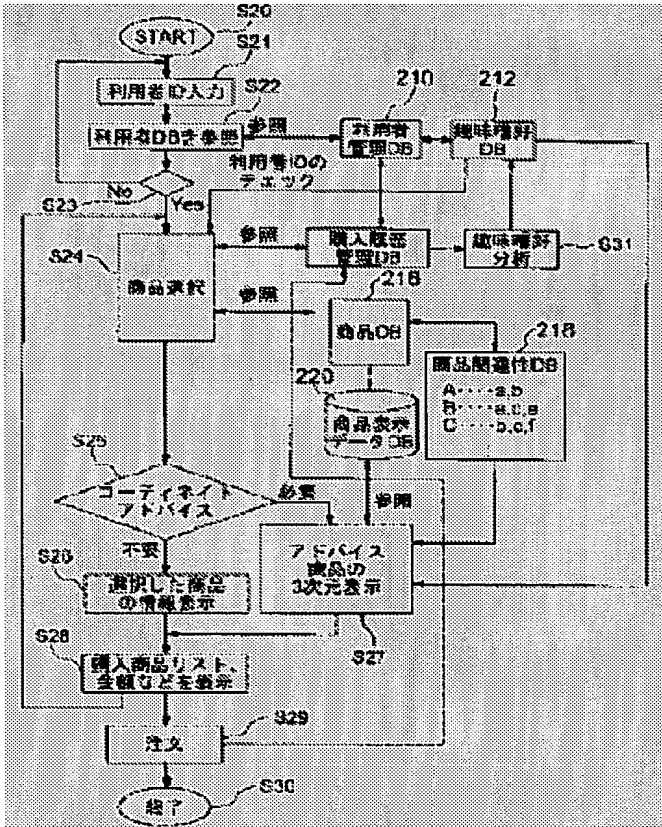 S20
START
S21
利用者ID入力
S22
利用者DBを参照
参照
210
利用者
管理DB
212
趣味嗜好
DB
利用者IDの
チェック
S23
No
Yes
S24
商品選択
参照
購入履歴
管理DB
趣味嗜好
分析
S31
参照
216
商品DB
218
商品関連性DB
A‥‥a,b
B‥‥a,c,e
C‥‥b,c,f
220
商品表示
データDB
S25
コーディネイト
アドバイス
必要
参照
不要
アドバイス
商品の
3次元表示
S27
S26
選択した商品
の情報表示
S28
購入商品リスト、
金額などを表示
S29
注文
S30
終了